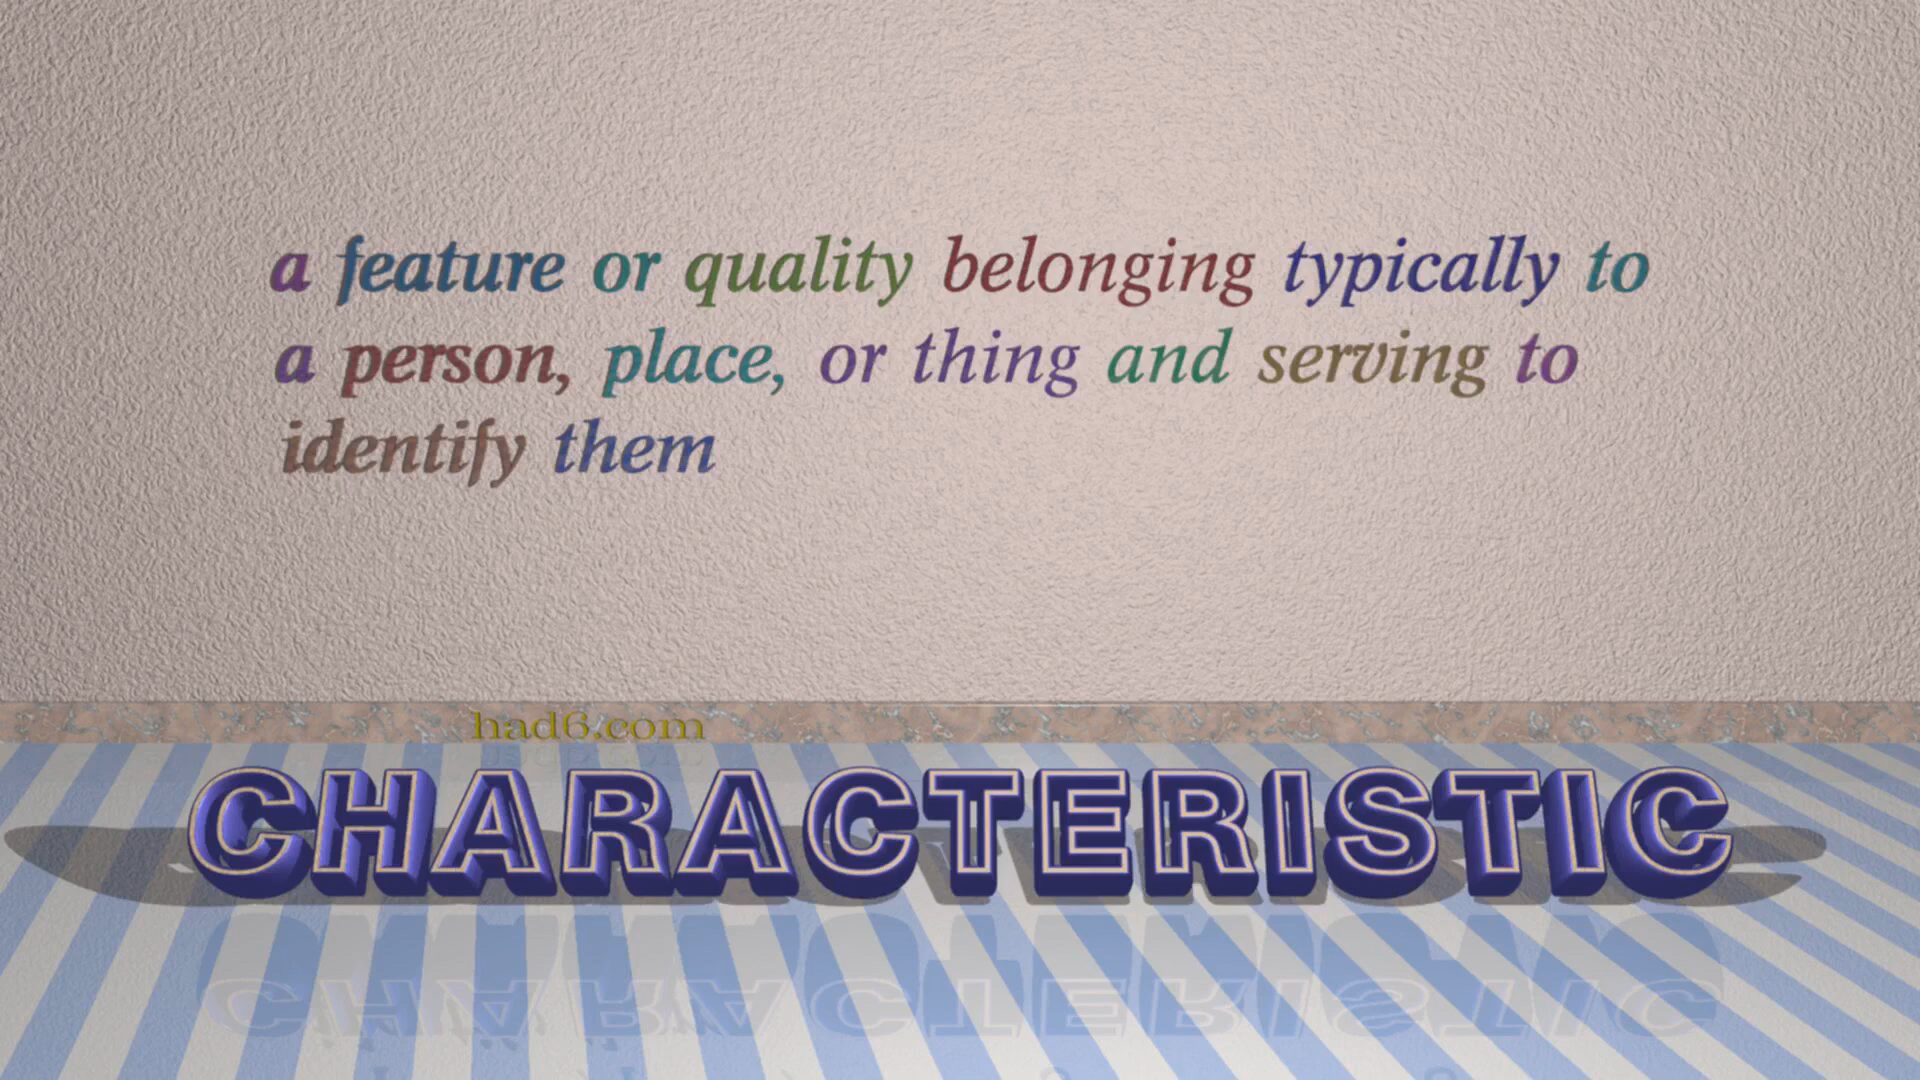 a feature or quality belonging typically to
a person, place, or thing and serving to
identify them
had6.com
CHARACTERISTIC